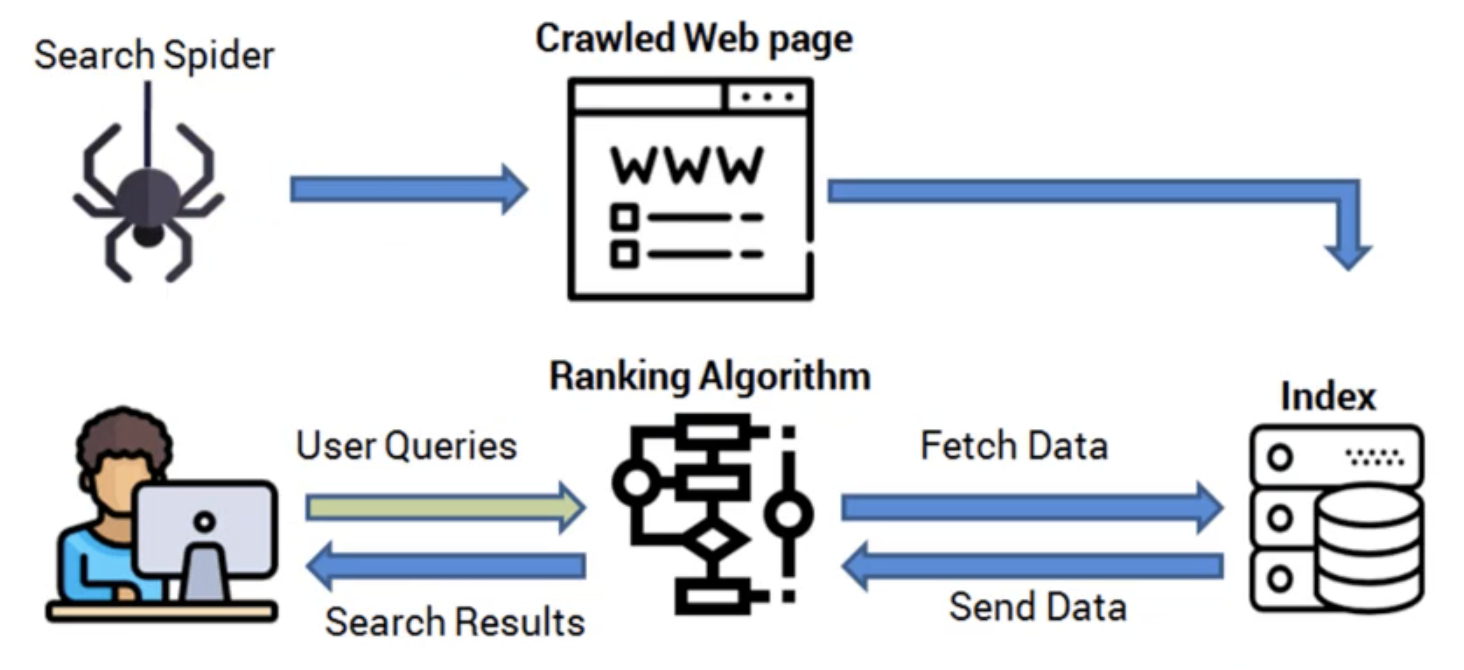 Search Spider
Crawled Web page
WWW
Ranking Algorithm
Index
User Queries
Fetch Data
Search Results
Send Data